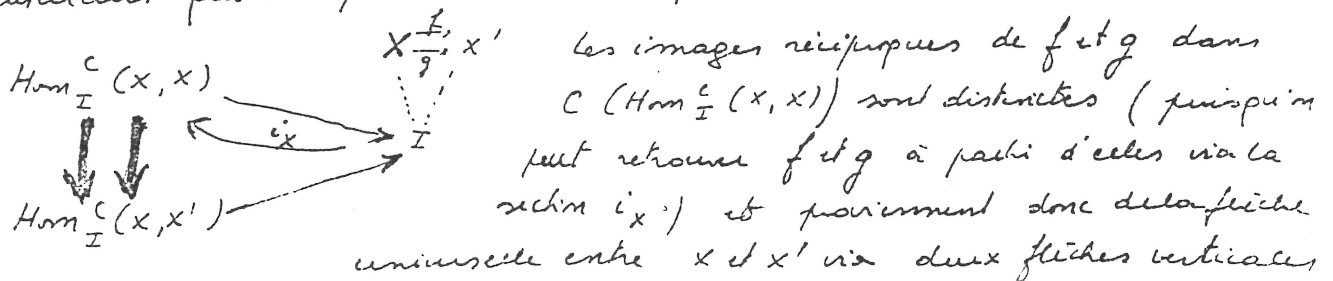 X f, g X' Les images réciproques de f et g dans
Hom^C_I (X, X) C (Hom^C_I (X, X)) sont distinctes (puisqu'on
i_X I peut retrouver f et g à partir d'elles via la
Hom^C_I (X, X') section i_X) et proviennent donc de la flèche
universelle entre X et X' via deux flèches verticales